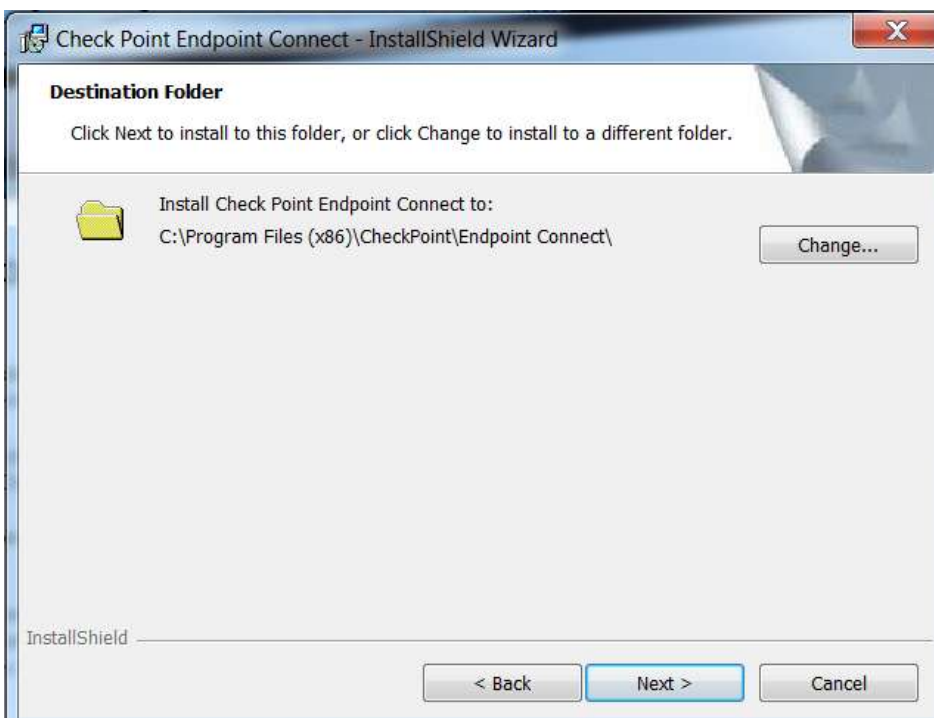 Check Point Endpoint Connect - InstallShield Wizard
Destination Folder
Click Next to install to this folder, or click Change to install to a different folder.
Install Check Point Endpoint Connect to:
C:\Program Files (x86)\CheckPoint\Endpoint Connect\
Change...
InstallShield
< Back
Next >
Cancel